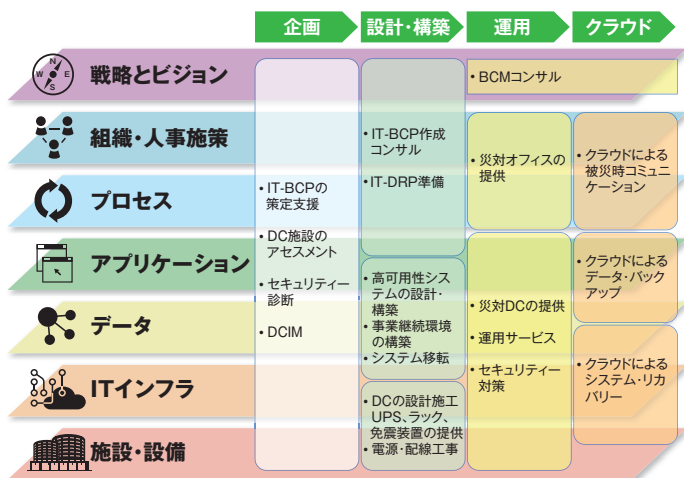 企画
設計・構築
運用
クラウド
N
W
E
S
戦略とビジョン
組織・人事施策
プロセス
アプリケーション
データ
ITインフラ
施設・設備
• IT-BCPの
策定支援
• DC施設の
アセスメント
• セキュリティー
診断
• DCIM
• IT-BCP作成
コンサル
• IT-DRP準備
• 高可用性シス
テムの設計・
構築
• 事業継続環境
の構築
• システム移転
• DCの設計施工
UPS、ラック、
免震装置の提供
• 電源・配線工事
• BCMコンサル
• 災対オフィスの
提供
• 災対DCの提供
• 運用サービス
• セキュリティー
対策
• クラウドによる
被災時コミュニ
ケーション
• クラウドによる
データ・バック
アップ
• クラウドによる
システム・リカ
バリー